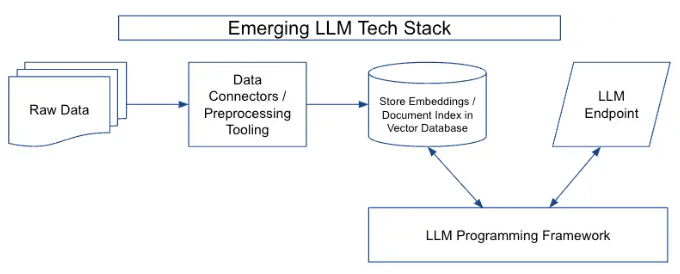 Emerging LLM Tech Stack
Raw Data
Data
Connectors /
Preprocessing
Tooling
Store Embeddings /
Document Index in
Vector Database
LLM
Endpoint
LLM Programming Framework